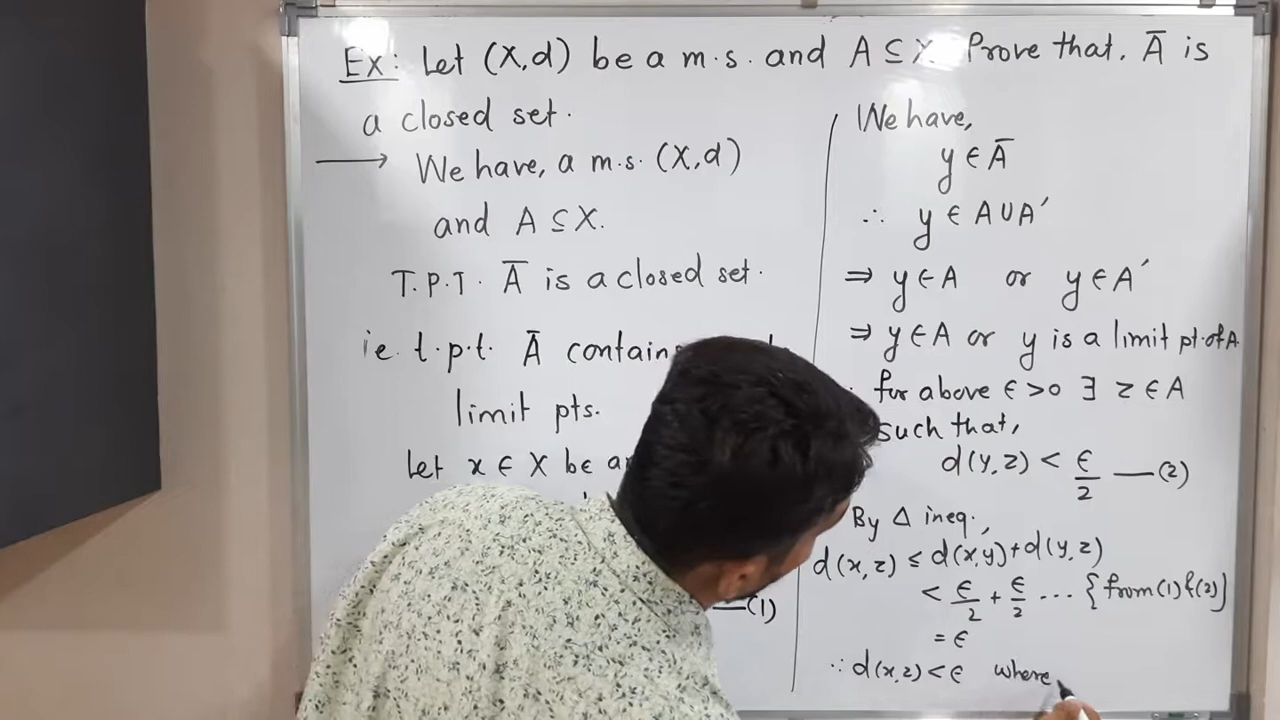 Ex: Let (X,d) be a m.s. and A ⊆ X. Prove that, Ā is
a closed set.
→ We have, a m.s. (X,d)
and A ⊆ X.
T.P.T. Ā is a closed set.
ie. t.p.t. Ā
limit pts.
Let x ∈ X be
—(1)
We have,
y ∈ Ā
∴ y ∈ A ∪ A′
⇒ y ∈ A or y ∈ A′
⇒ y ∈ A or y is a limit pt. of A
for above ϵ > 0 ∃ z ∈ A
such that,
d(y,z) < ϵ/2 —(2)
By Δ ineq.,
d(x,z) ≤ d(x,y) + d(y,z)
< ϵ/2 + ϵ/2 ... {from (1) & (2)}
= ϵ
∴ d(x,z) < ϵ where